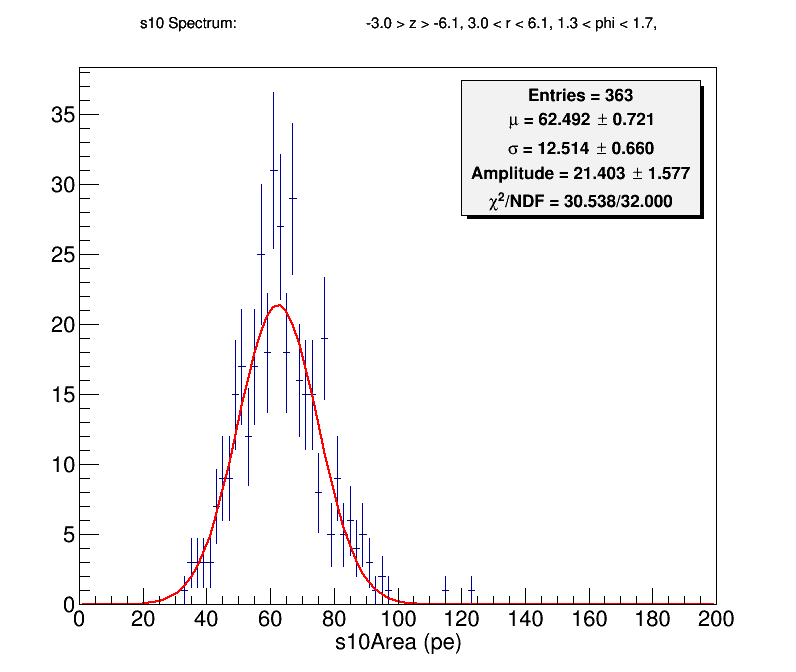 s10 Spectrum: -3.0 > z > -6.1, 3.0 < r < 6.1, 1.3 < phi < 1.7,
Entries = 363
μ = 62.492 ± 0.721
σ = 12.514 ± 0.660
Amplitude = 21.403 ± 1.577
χ²/NDF = 30.538/32.000
35
30
25
20
15
10
5
0
0 20 40 60 80 100 120 140 160 180 200
s10Area (pe)